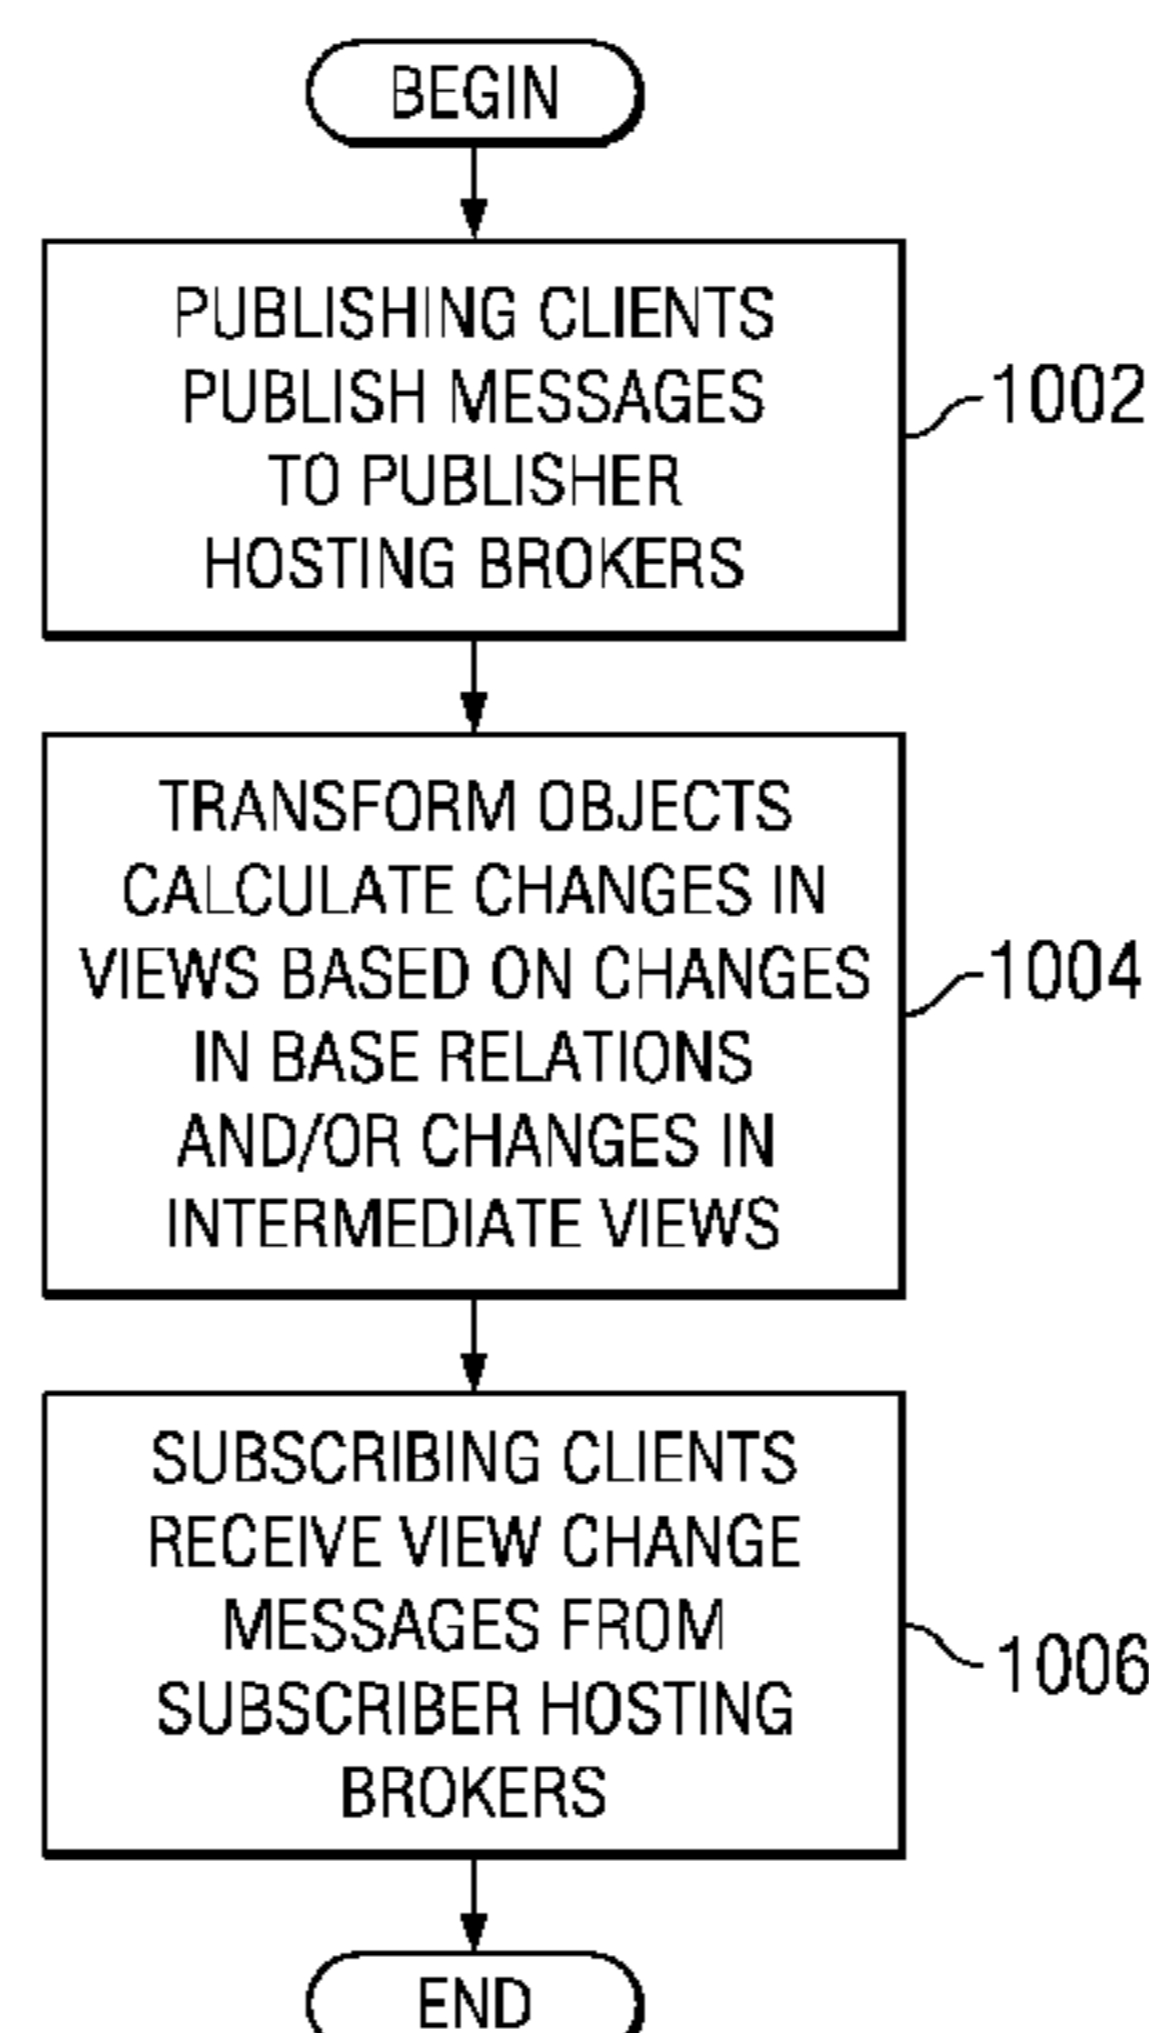 BEGIN
PUBLISHING CLIENTS
PUBLISH MESSAGES
TO PUBLISHER
HOSTING BROKERS
1002
TRANSFORM OBJECTS
CALCULATE CHANGES IN
VIEWS BASED ON CHANGES
IN BASE RELATIONS
AND/OR CHANGES IN
INTERMEDIATE VIEWS
1004
SUBSCRIBING CLIENTS
RECEIVE VIEW CHANGE
MESSAGES FROM
SUBSCRIBER HOSTING
BROKERS
1006
END